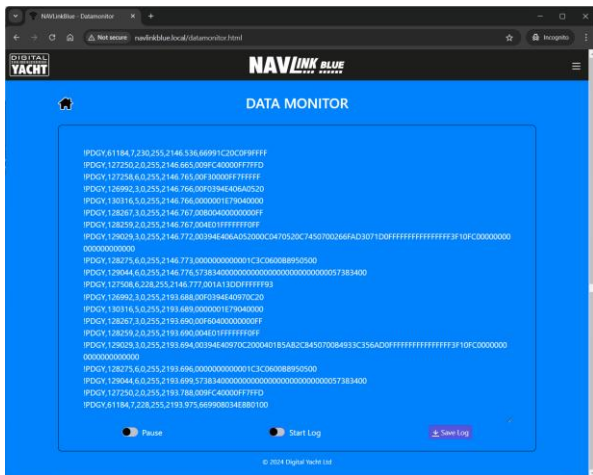 NAVLinkBlue - Datamonitor
Not secure navlinkblue.local/datamonitor.html
Incognito
DIGITAL
YACHT
NAVLINK BLUE
DATA MONITOR
!PDGY,61184,7,230,255,2146.536,66991C20C0F9FFFF
!PDGY,127250,2,0,255,2146.665,009FC40000FF7FFD
!PDGY,127258,6,0,255,2146.765,00F30000FF7FFFFF
!PDGY,126992,3,0,255,2146.766,00F0394E406A0520
!PDGY,130316,5,0,255,2146.766,0000001E79040000
!PDGY,128267,3,0,255,2146.767,00800400000000FF
!PDGY,128259,2,0,255,2146.767,004E01FFFFFFF0FF
!PDGY,129029,3,0,255,2146.772,00394E406A052000C0470520C7450700266FAD3071D0FFFFFFFFFFFFFFFF3F10FC00000000
000000000000
!PDGY,128275,6,0,255,2146.773,0000000000001C3C0600B8950500
!PDGY,129044,6,0,255,2146.776,5738340000000000000000000000000057383400
!PDGY,127508,6,228,255,2146.777,001A13DDFFFFFF93
!PDGY,126992,3,0,255,2193.688,00F0394E40970C20
!PDGY,130316,5,0,255,2193.689,0000001E79040000
!PDGY,128267,3,0,255,2193.690,00F60400000000FF
!PDGY,128259,2,0,255,2193.690,004E01FFFFFFF0FF
!PDGY,129029,3,0,255,2193.694,00394E40970C200041B5AB2C845070084933C356AD0FFFFFFFFFFFFFFFF3F10FC0000000
0000000000000
!PDGY,128275,6,0,255,2193.696,0000000000001C3C0600B8950500
!PDGY,129044,6,0,255,2193.699,5738340000000000000000000000000057383400
!PDGY,127250,2,0,255,2193.788,009FC40000FF7FFD
!PDGY,61184,7,228,255,2193.975,669908034E8B0100
Pause
Start Log
Save Log
© 2024 Digital Yacht Ltd